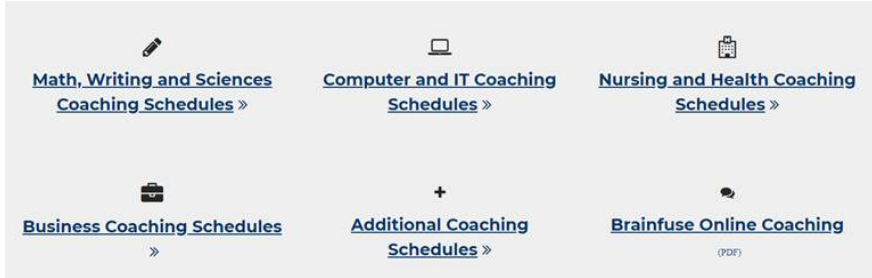 Math, Writing and Sciences
Coaching Schedules »
Computer and IT Coaching
Schedules »
Nursing and Health Coaching
Schedules »
Business Coaching Schedules
»
Additional Coaching
Schedules »
Brainfuse Online Coaching
(PDF)